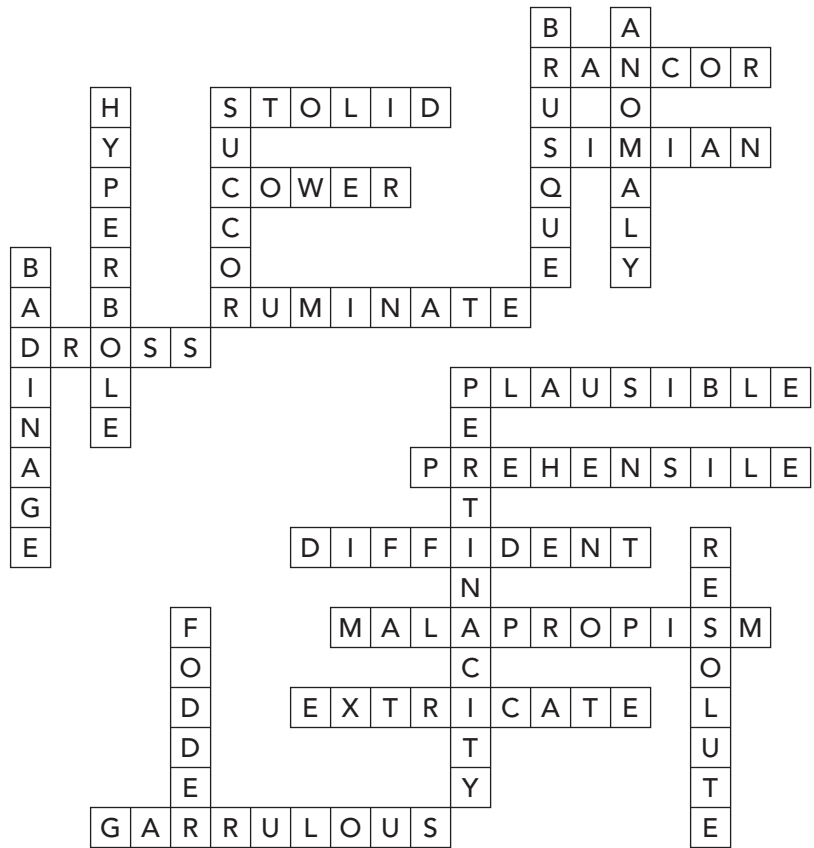 BRUSQUE
ANOMALY
RANCOR
HYPERBOLE
STOLID
SUCCOR
SIMIAN
COWER
BADINAGE
RUMINATE
DROSS
PLAUSIBLE
PERTINACITY
PREHENSILE
DIFFIDENT
RESOLUTE
FODDER
MALAPROPISM
EXTRICATE
GARRULOUS